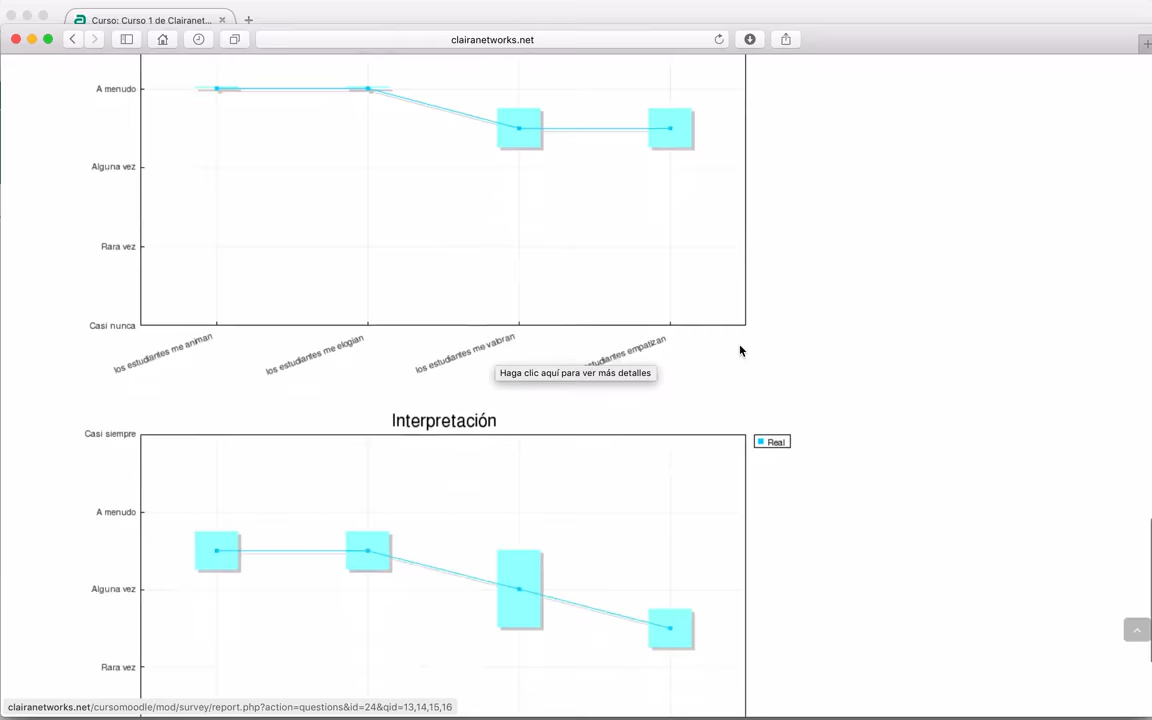 Curso: Curso 1 de Clairanet...
clairanetworks.net
A menudo
Alguna vez
Rara vez
Casi nunca
los estudiantes me animan
los estudiantes me elogian
los estudiantes me valoran
estudiantes empatizan
Haga clic aquí para ver más detalles
Interpretación
Casi siempre
Real
A menudo
Alguna vez
Rara vez
clairanetworks.net/cursomoodle/mod/survey/report.php?action=questions&id=24&qid=13,14,15,16